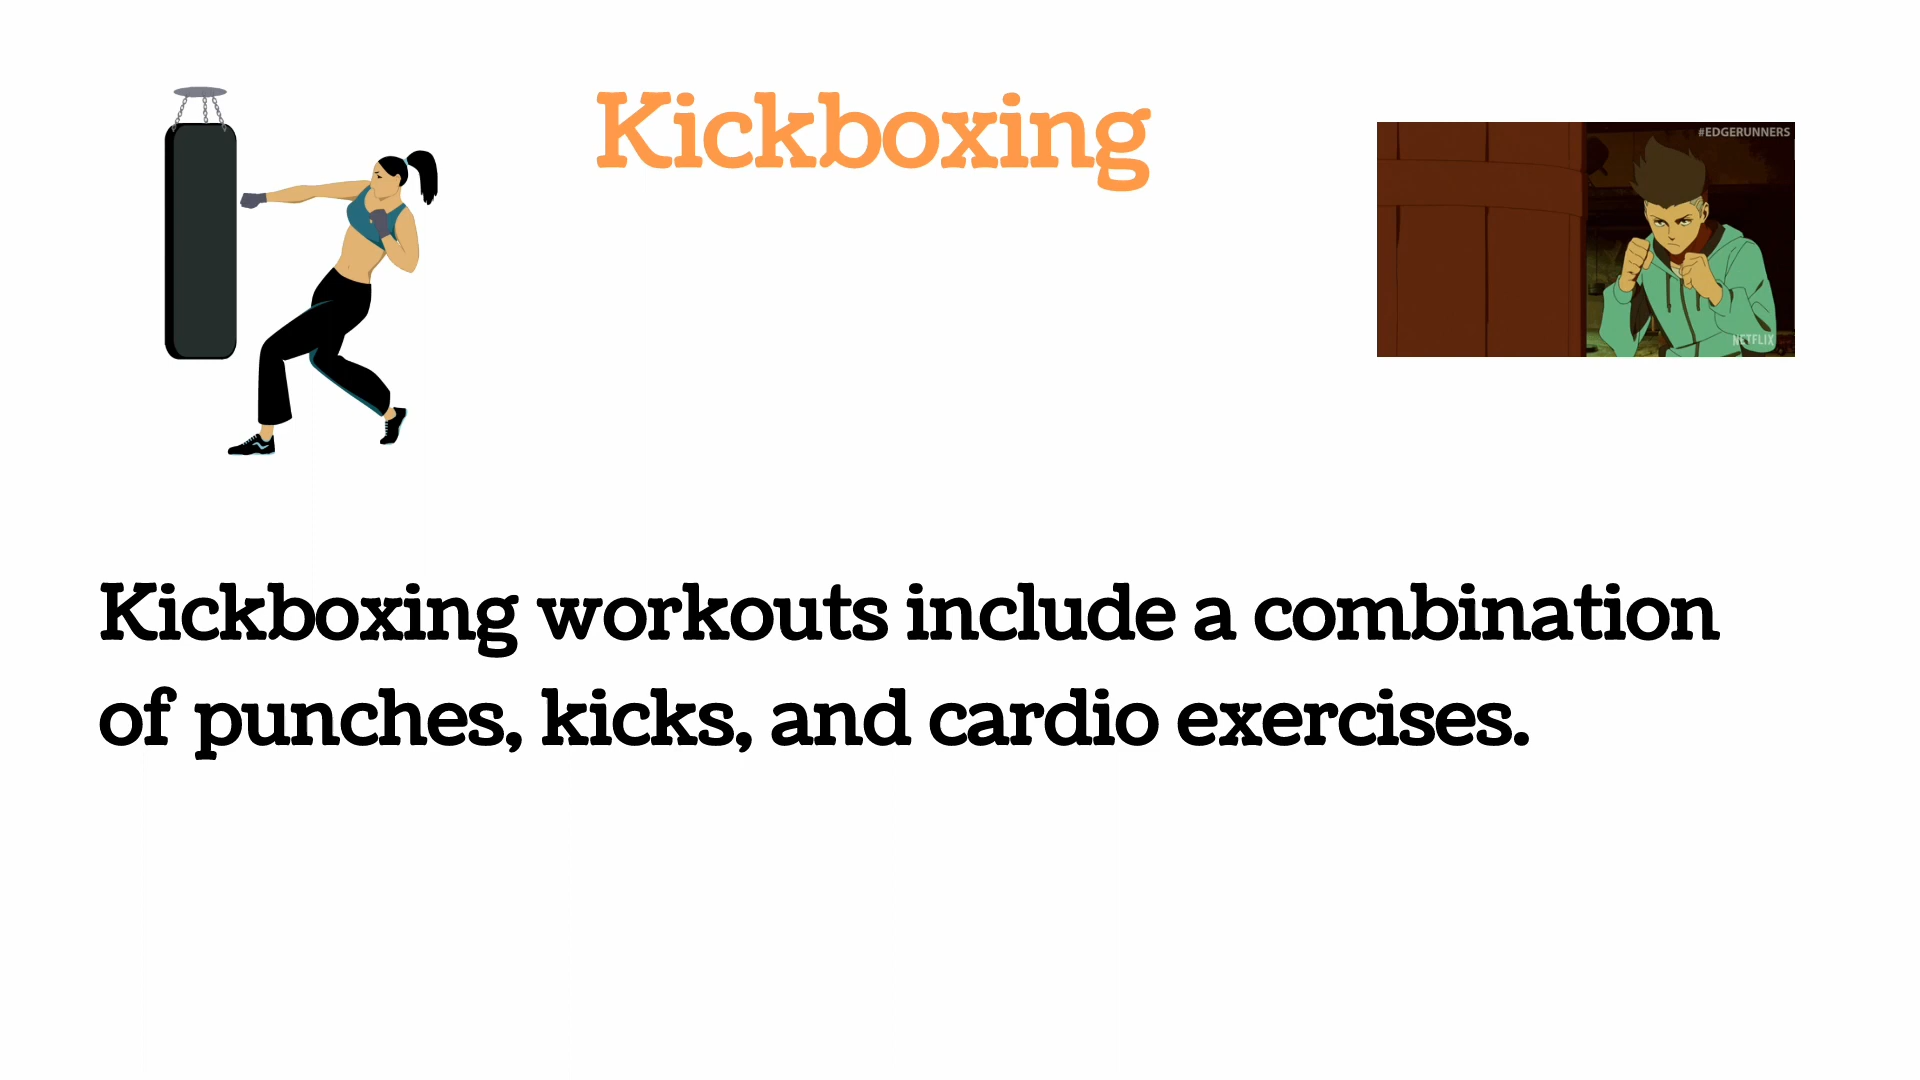 Kickboxing
#EDGERUNNERS
NETFLIX
Kickboxing workouts include a combination
of punches, kicks, and cardio exercises.